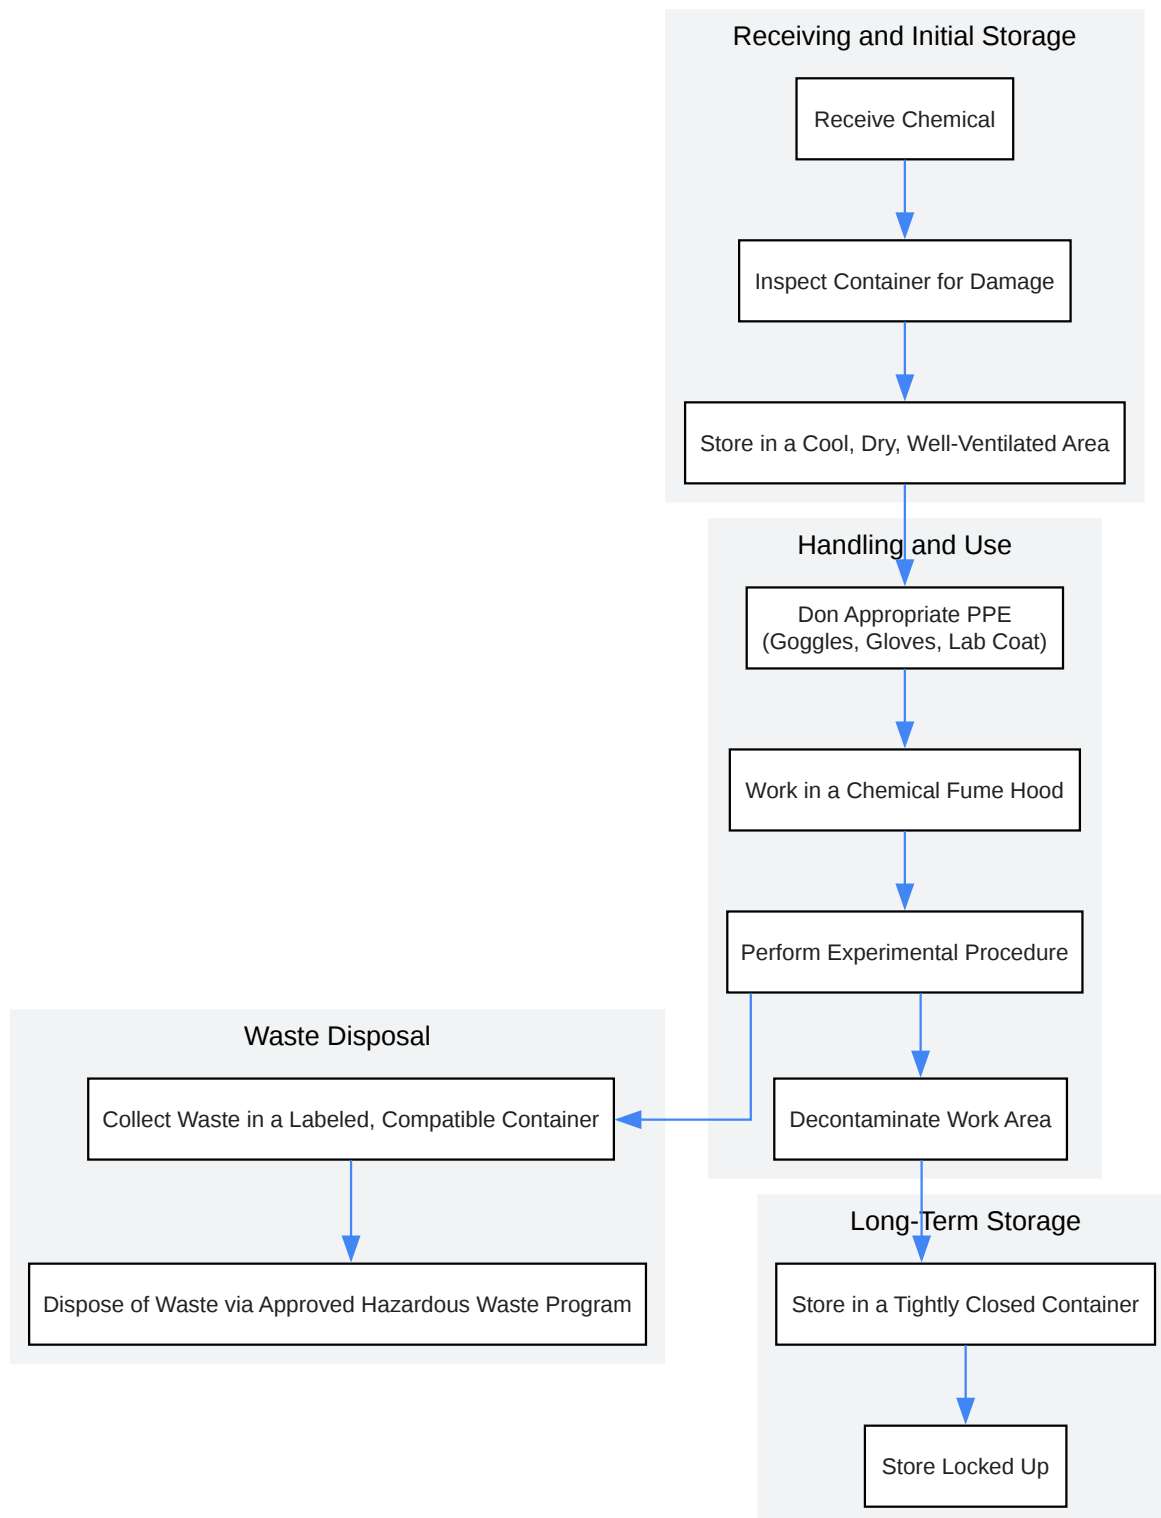 Receiving and Initial Storage
Receive Chemical
Inspect Container for Damage
Store in a Cool, Dry, Well-Ventilated Area
Handling and Use
Don Appropriate PPE
(Goggles, Gloves, Lab Coat)
Work in a Chemical Fume Hood
Perform Experimental Procedure
Waste Disposal
Collect Waste in a Labeled, Compatible Container
Decontaminate Work Area
Long-Term Storage
Dispose of Waste via Approved Hazardous Waste Program
Store in a Tightly Closed Container
Store Locked Up